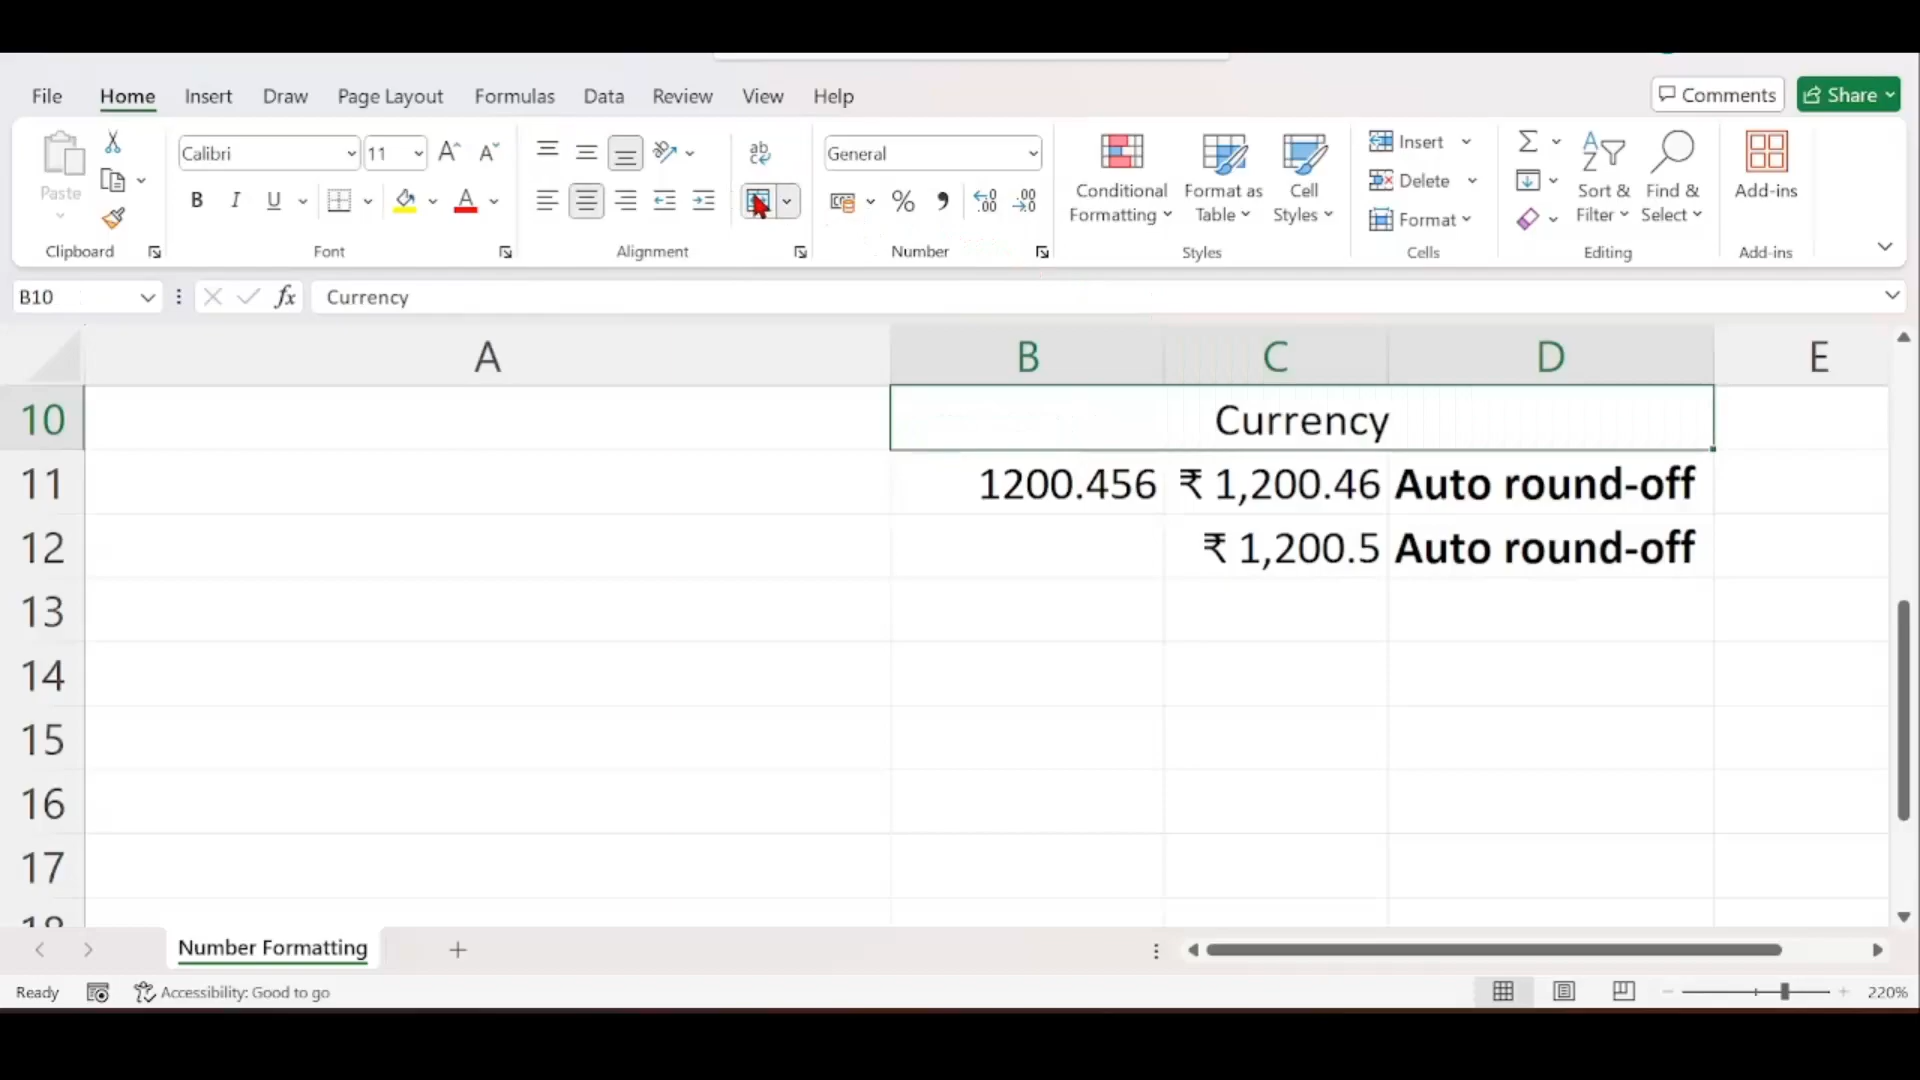 File Home Insert Draw Page Layout Formulas Data Review View Help Comments Share
Paste
Clipboard
Calibri 11 A^ A˅
B I U A
Font
ab
Alignment
General
% , .00 .00
Number
Conditional Formatting
Format as Table
Cell Styles
Styles
Insert
Delete
Format
Cells
Σ
Sort & Filter
Find & Select
Editing
Add-ins
Add-ins
B10 fx Currency
A B C D E
10 Currency
11 1200.456 ₹ 1,200.46 Auto round-off
12 ₹ 1,200.5 Auto round-off
13
14
15
16
17
Number Formatting +
Ready Accessibility: Good to go 220%